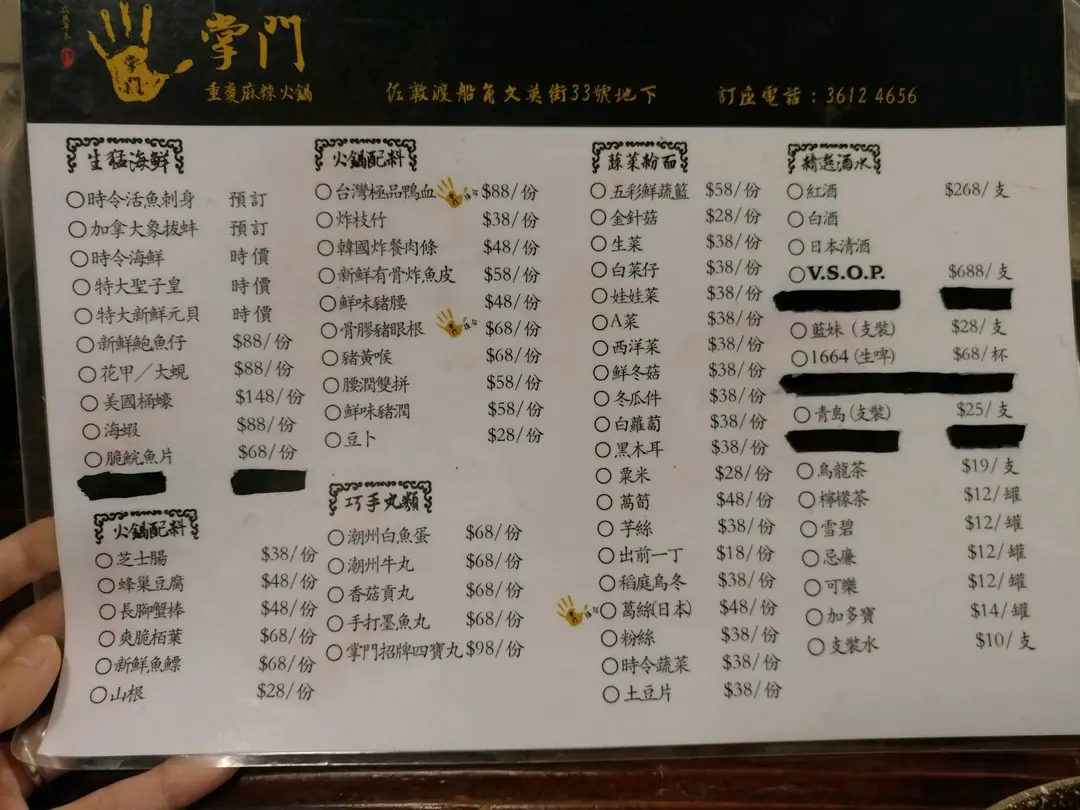 掌門
重慶麻辣火鍋
佐敦渡船角文英街33號地下
訂座電話：3612 4656
生猛海鮮
時令活魚刺身 預訂
加拿大象拔蚌 預訂
時令海鮮 時價
特大聖子皇 時價
特大新鮮元貝 時價
新鮮鮑魚仔 $88/份
花甲／大蜆 $88/份
美國桶蠔 $148/份
海蝦 $88/份
脆鯇魚片 $68/份
火鍋配料
芝士腸 $38/份
蜂巢豆腐 $48/份
長腳蟹棒 $48/份
爽脆栢葉 $68/份
新鮮魚鰾 $68/份
山根 $28/份
火鍋配料
台灣極品鴨血 $88/份
炸枝竹 $38/份
韓國炸餐肉條 $48/份
新鮮有骨炸魚皮 $58/份
鮮味豬腰 $48/份
骨膠豬眼根 $68/份
豬黃喉 $68/份
腰潤雙拼 $58/份
鮮味豬潤 $58/份
豆卜 $28/份
巧手丸類
潮州白魚蛋 $68/份
潮州牛丸 $68/份
香菇貢丸 $68/份
手打墨魚丸 $68/份
掌門招牌四寶丸 $98/份
蔬菜粉面
五彩鮮蔬籃 $58/份
金針菇 $28/份
生菜 $38/份
白菜仔 $38/份
娃娃菜 $38/份
A菜 $38/份
西洋菜 $38/份
鮮冬菇 $38/份
冬瓜件 $38/份
白蘿蔔 $38/份
黑木耳 $38/份
粟米 $28/份
萵筍 $48/份
芋絲 $38/份
出前一丁 $18/份
稻庭烏冬 $38/份
葛絲(日本) $48/份
粉絲 $38/份
時令蔬菜 $38/份
土豆片 $38/份
精選酒水
紅酒 $268/支
白酒
日本清酒
V.S.O.P. $688/支
藍妹（支裝） $28/支
1664 (生啤) $68/杯
青島(支裝) $25/支
烏龍茶 $19/支
檸檬茶 $12/罐
雪碧 $12/罐
忌廉 $12/罐
可樂 $12/罐
加多寶 $14/罐
支裝水 $10/支